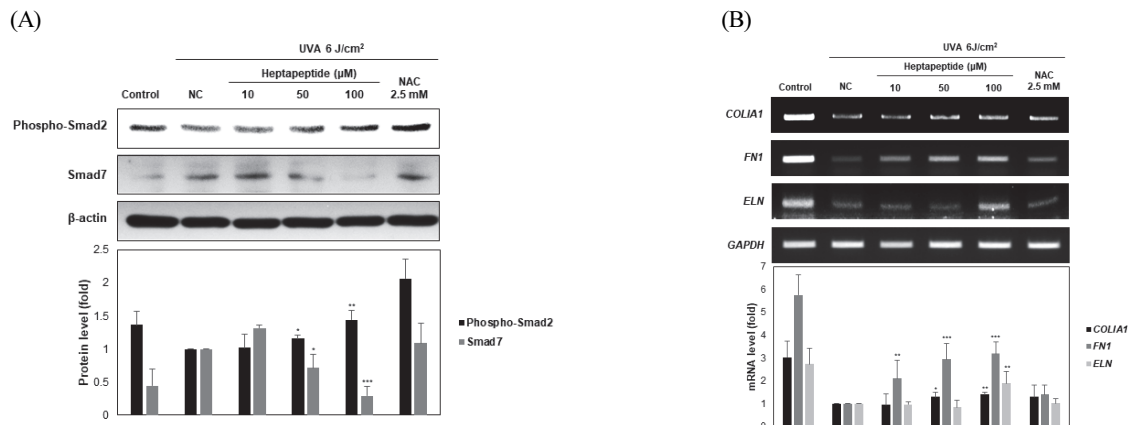 (A)
UVA 6 J/cm²
Heptapeptide (µM)
NAC
Control NC 10 50 100 2.5 mM
Phospho-Smad2
Smad7
β-actin
Protein level (fold)
2.5
2
1.5
1
0.5
0
* * ** ***
Phospho-Smad2
Smad7
(B)
UVA 6J/cm²
Heptapeptide (µM)
NAC
Control NC 10 50 100 2.5 mM
COLIA1
FN1
ELN
GAPDH
mRNA level (fold)
7
6
5
4
3
2
1
0
** * *** ** *** **
COLIA1
FN1
ELN